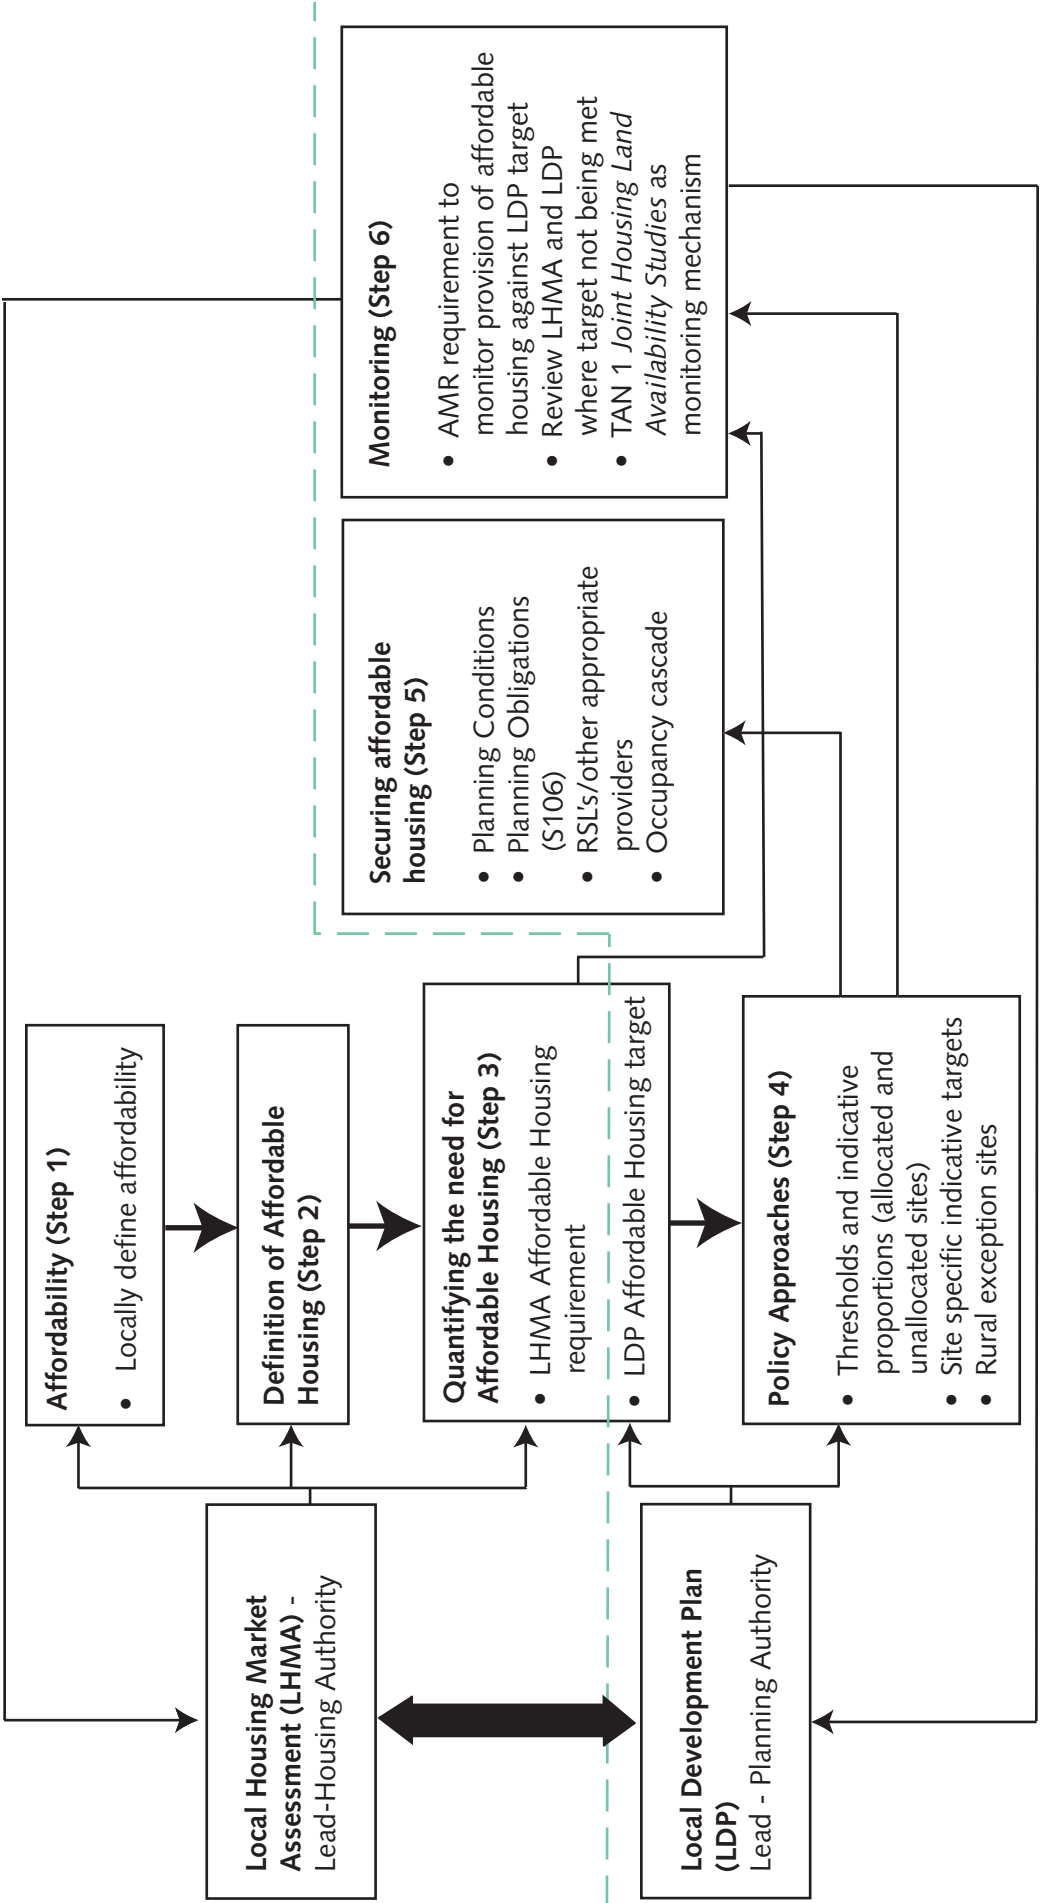 Local Housing Market
Assessment (LHMA) -
Lead-Housing Authority
Local Development Plan
(LDP)
Lead - Planning Authority
Affordability (Step 1)
• Locally define affordability
Definition of Affordable
Housing (Step 2)
Quantifying the need for
Affordable Housing (Step 3)
• LHMA Affordable Housing
requirement
• LDP Affordable Housing target
Policy Approaches (Step 4)
• Thresholds and indicative
proportions (allocated and
unallocated sites)
• Site specific indicative targets
• Rural exception sites
Securing affordable
housing (Step 5)
• Planning Conditions
• Planning Obligations
(S106)
• RSL's/other appropriate
providers
• Occupancy cascade
Monitoring (Step 6)
• AMR requirement to
monitor provision of affordable
housing against LDP target
• Review LHMA and LDP
where target not being met
• TAN 1 Joint Housing Land
Availability Studies as
monitoring mechanism